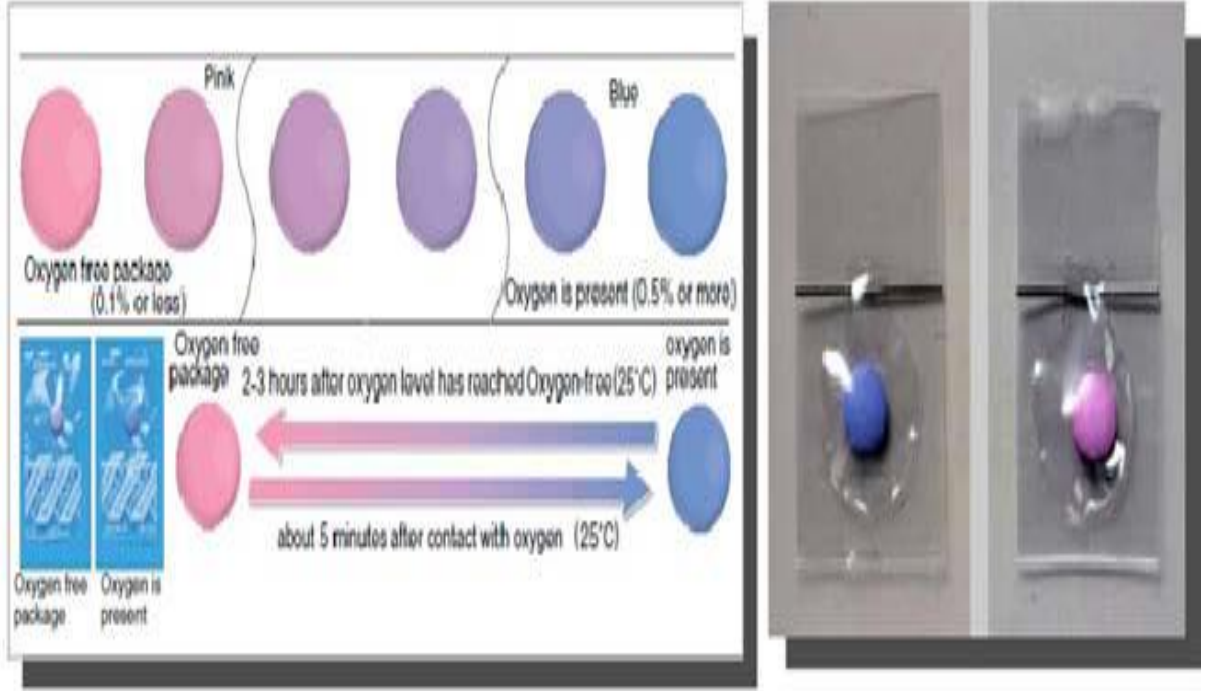 Pink
Blue
Oxygen free package
(0.1% or less)
Oxygen is present (0.5% or more)
Oxygen free
package
2-3 hours after oxygen level has reached Oxygen-free (25°C)
oxygen is
present
about 5 minutes after contact with oxygen (25°C)
Oxygen free
package
Oxygen is
present